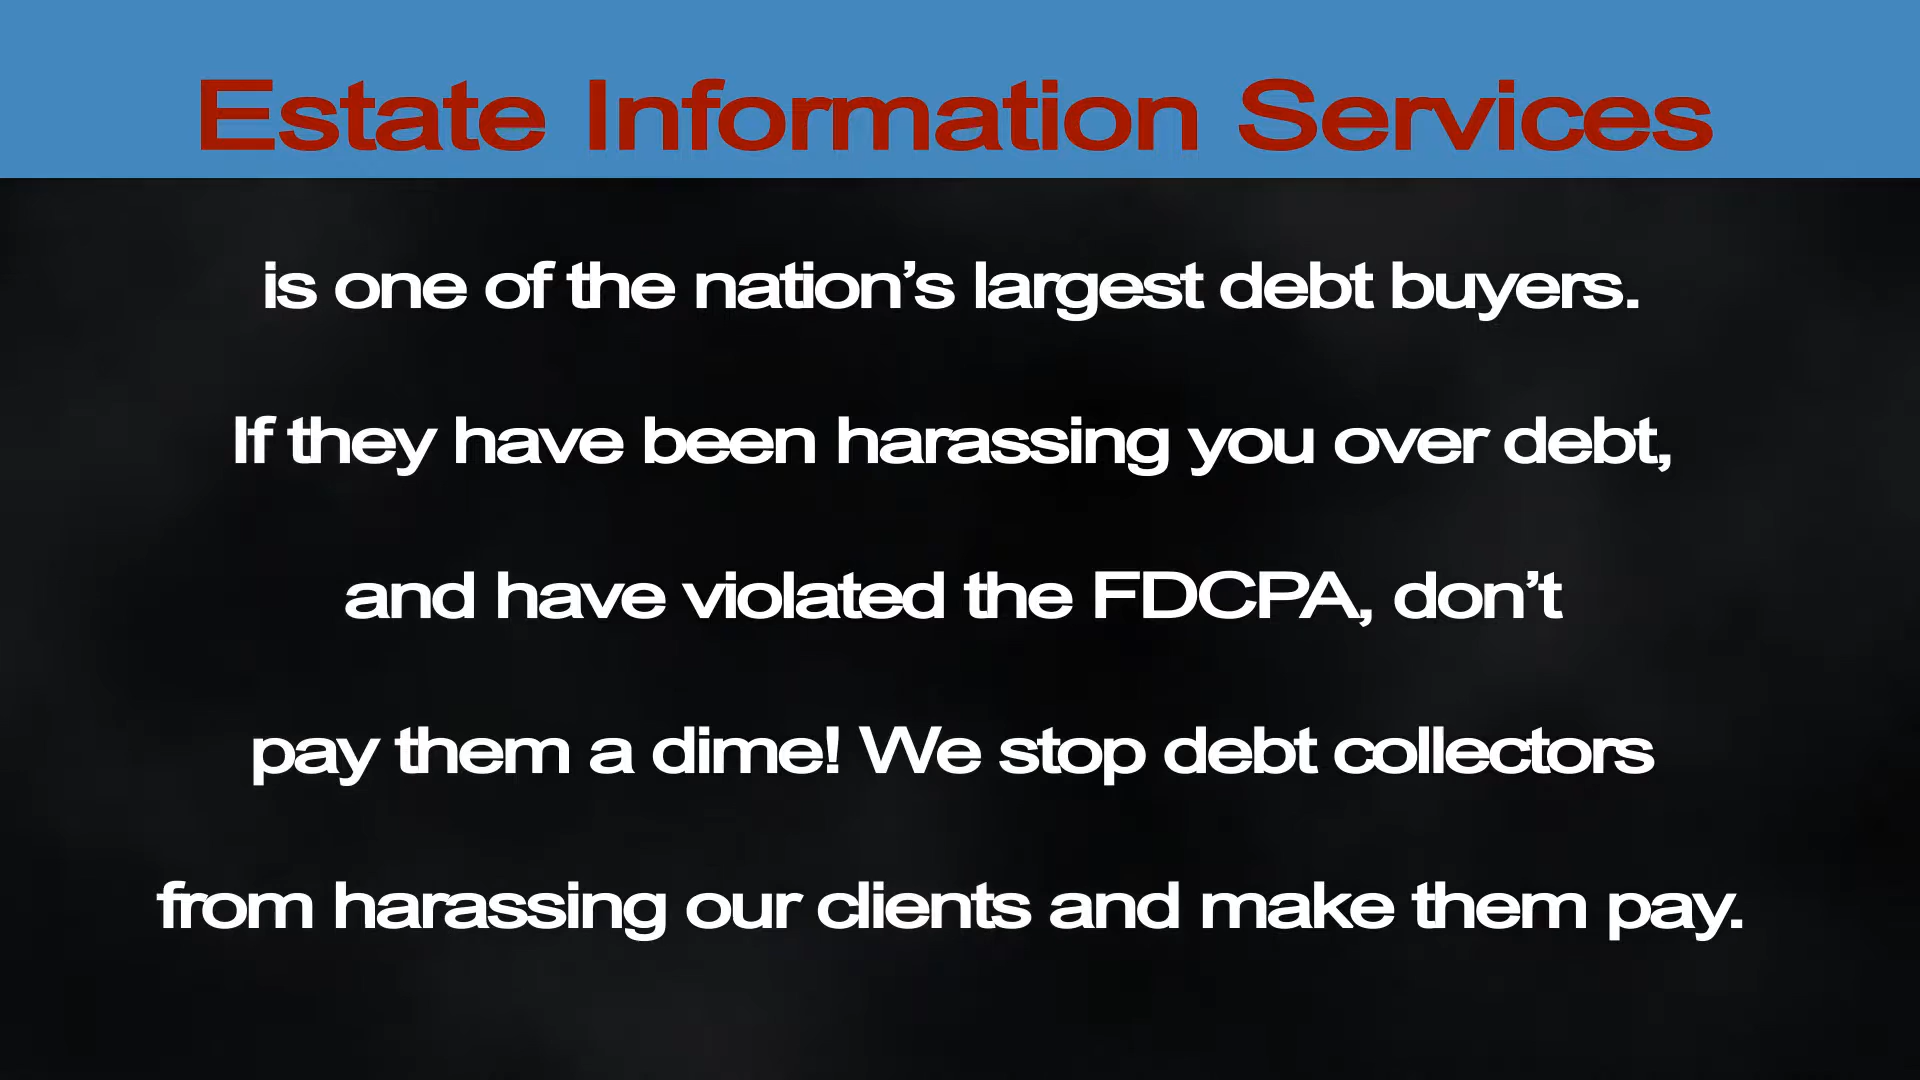 Estate Information Services
is one of the nation’s largest debt buyers.
If they have been harassing you over debt,
and have violated the FDCPA, don’t
pay them a dime! We stop debt collectors
from harassing our clients and make them pay.